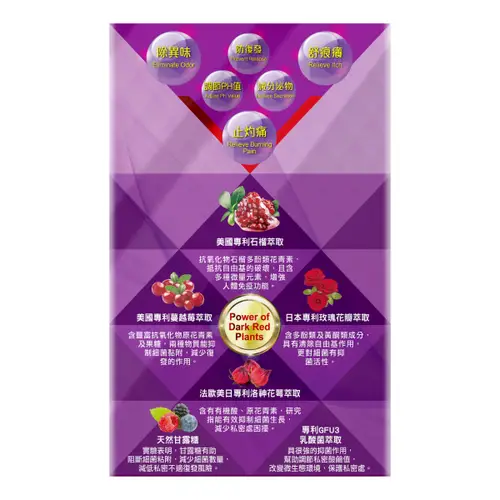 除異味
Eliminate Odor
防復發
Prevent Relapse
舒痕癢
Relieve Itch
調節PH值
Adjust PH Value
減分泌物
Reduce Secretion
止灼痛
Relieve Burning
Pain
美國專利石榴萃取
抗氧化物石榴多酚類花青素,
抵抗自由基的破壞,且含
多種微量元素,增強
人體免疫功能。
美國專利蔓越莓萃取
含豐富抗氧化物原花青素
及果糖,兩種物質能抑
制細菌黏附,減少復
發的作用。
Power of
Dark Red
Plants
日本專利玫瑰花瓣萃取
含多酚類及黃酮類成分,
具有清除自由基作用,
更對細菌有抑
菌活性。
法歐美日專利洛神花萼萃取
含有有機酸、原花青素,研究
指能有效抑制細菌生長,
減少私密處困擾。
天然甘露糖
實驗表明,甘露糖有助
阻斷細菌粘附,減少細菌數量,
減低私密不適復發風險。
專利GFU3
乳酸菌萃取
具很強的抑菌作用,
幫助調節私密酸鹼值,
改變微生態環境,保護私密處。